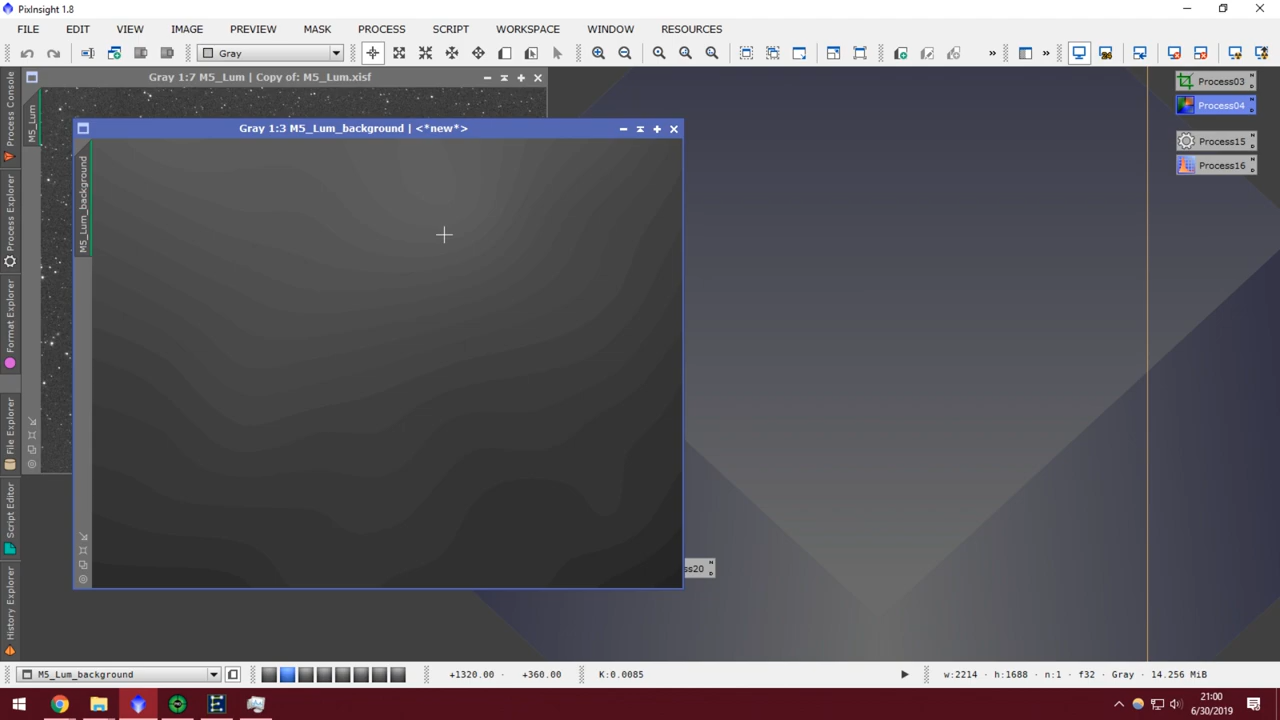 PixInsight 1.8
FILE EDIT VIEW IMAGE PREVIEW MASK PROCESS SCRIPT WORKSPACE WINDOW RESOURCES
Gray
Gray 1:7 M5_Lum | Copy of: M5_Lum.xisf
M5_Lum
Gray 1:3 M5_Lum_background | <*new*>
M5_Lum_background
Process Console
Process Explorer
Format Explorer
File Explorer
Script Editor
History Explorer
Process03
Process04
Process15
Process16
ss20
M5_Lum_background
+1320.00 · +360.00
K:0.0085
w:2214 · h:1688 · n:1 · f32 · Gray · 14.256 MiB
21:00
6/30/2019